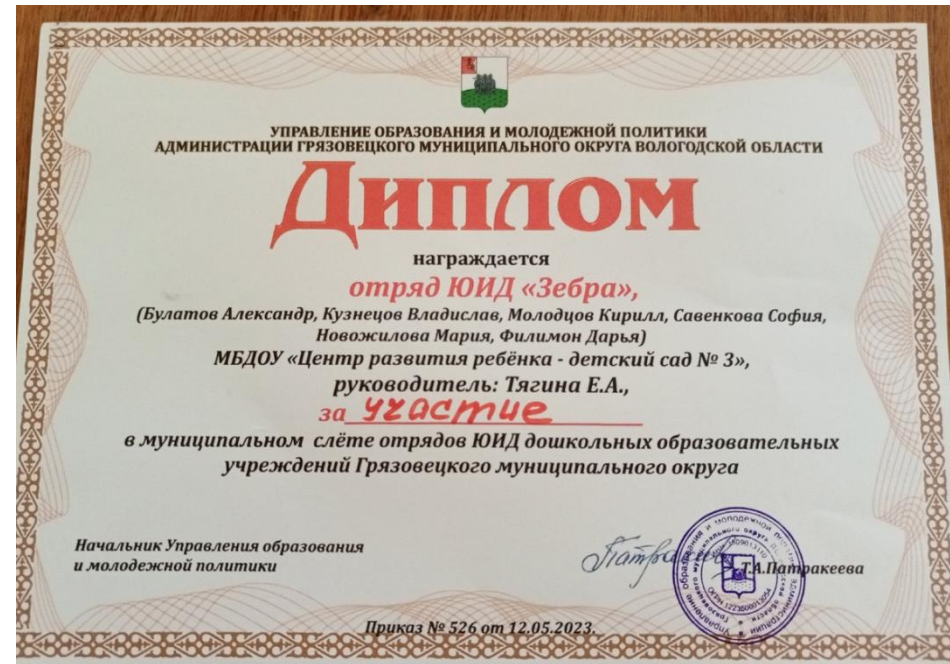 УПРАВЛЕНИЕ ОБРАЗОВАНИЯ И МОЛОДЕЖНОЙ ПОЛИТИКИ
АДМИНИСТРАЦИИ ГРЯЗОВЕЦКОГО МУНИЦИПАЛЬНОГО ОКРУГА ВОЛОГОДСКОЙ ОБЛАСТИ
Диплом
награждается
отряд ЮИД «Зебра»,
(Булатов Александр, Кузнецов Владислав, Молодцов Кирилл, Савенкова София,
Новожилова Мария, Филимон Дарья)
МБДОУ «Центр развития ребёнка - детский сад № 3»,
руководитель: Тягина Е.А.,
за участие
в муниципальном слёте отрядов ЮИД дошкольных образовательных
учреждений Грязовецкого муниципального округа
Начальник Управления образования
и молодежной политики
Т.А.Патракеева
Приказ № 526 от 12.05.2023.